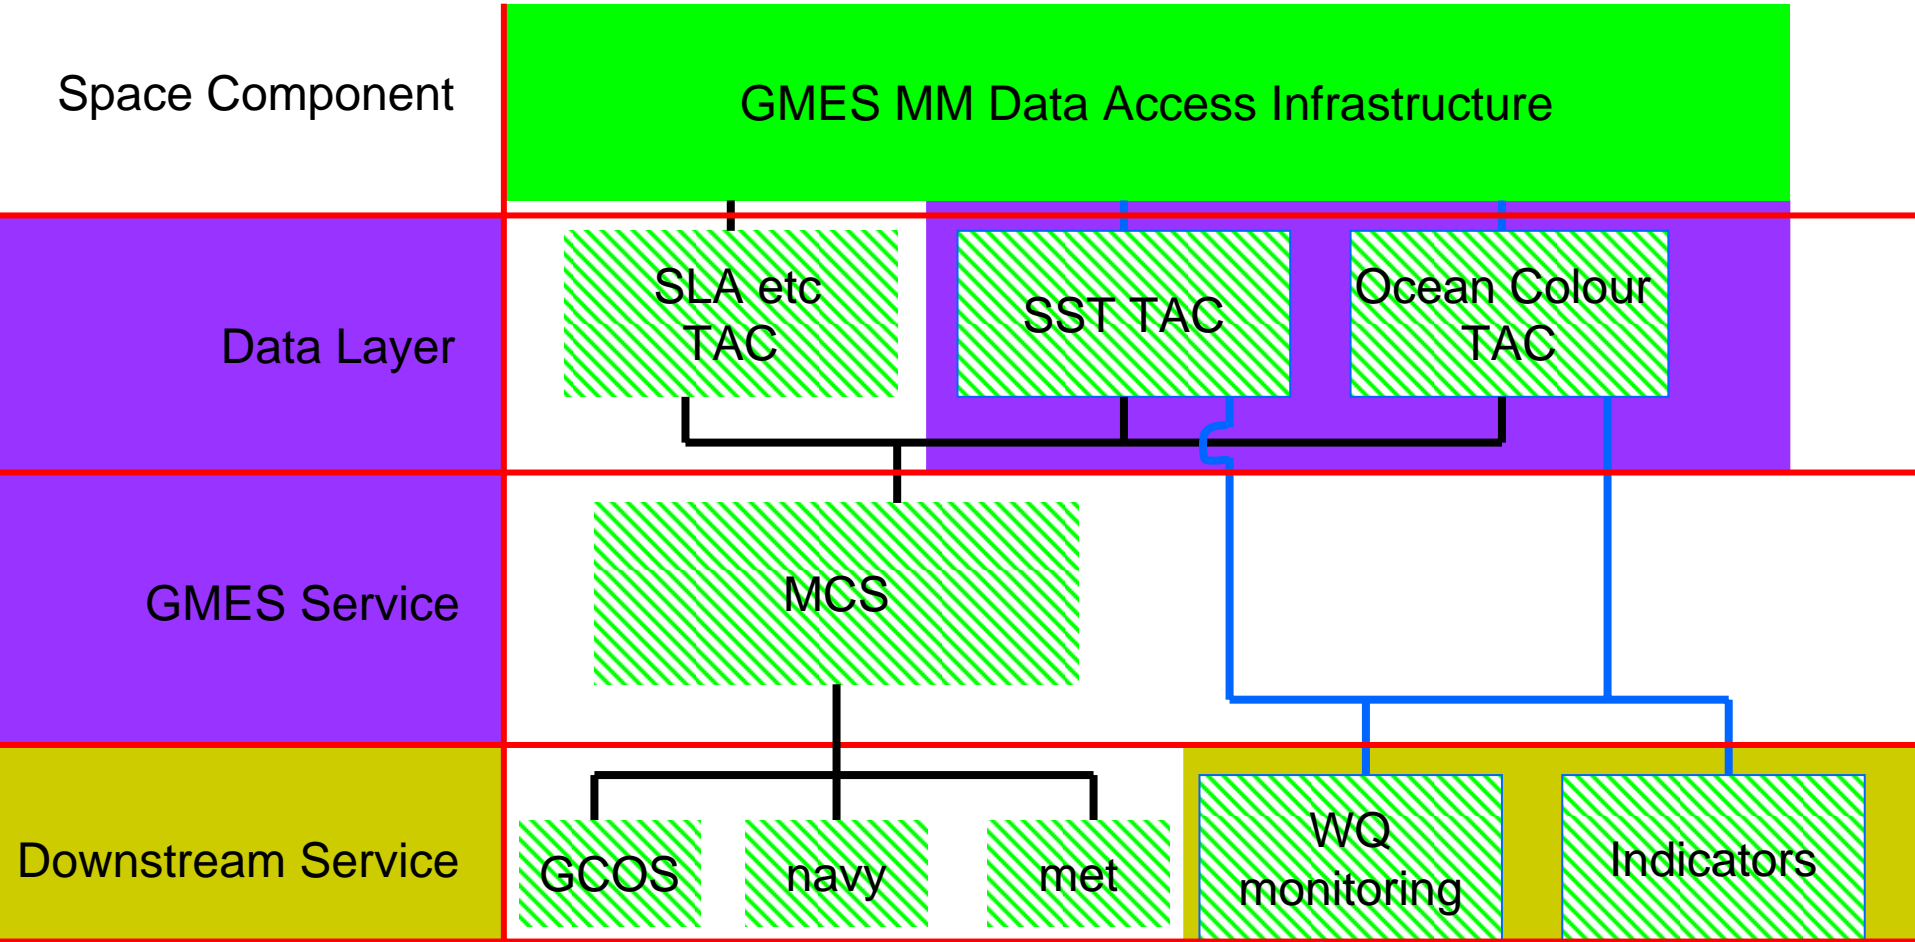 Space Component
GMES MM Data Access Infrastructure
Data Layer
SLA etc
TAC
SST TAC
Ocean Colour
TAC
GMES Service
MCS
Downstream Service
GCOS
navy
met
WQ
monitoring
Indicators